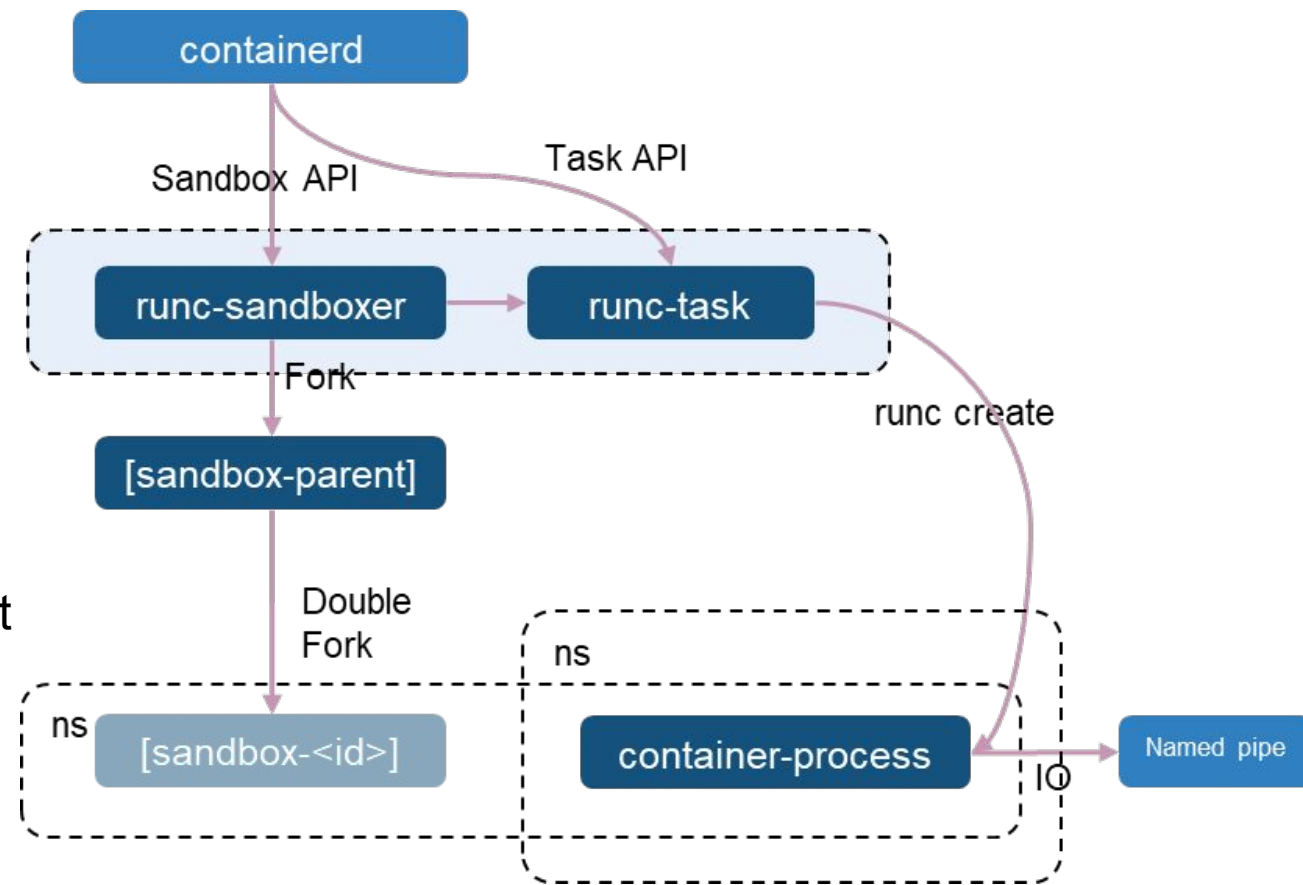 containerd
Task API
Sandbox API
runc-sandboxer
runc-task
Fork
runc create
[sandbox-parent]
Double
Fork
t
ns
ns
[sandbox-<id>]
container-process
Named pipe
IO